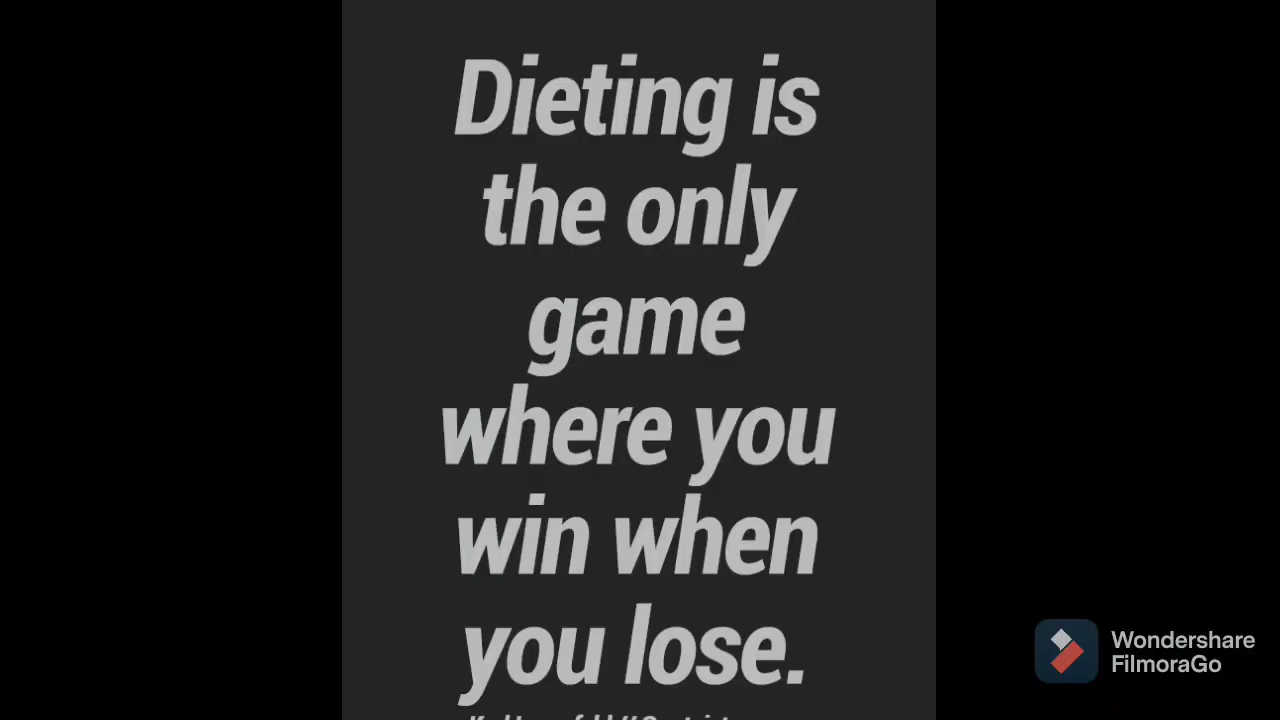 Dieting is
the only
game
where you
win when
you lose.
Wondershare
FilmoraGo